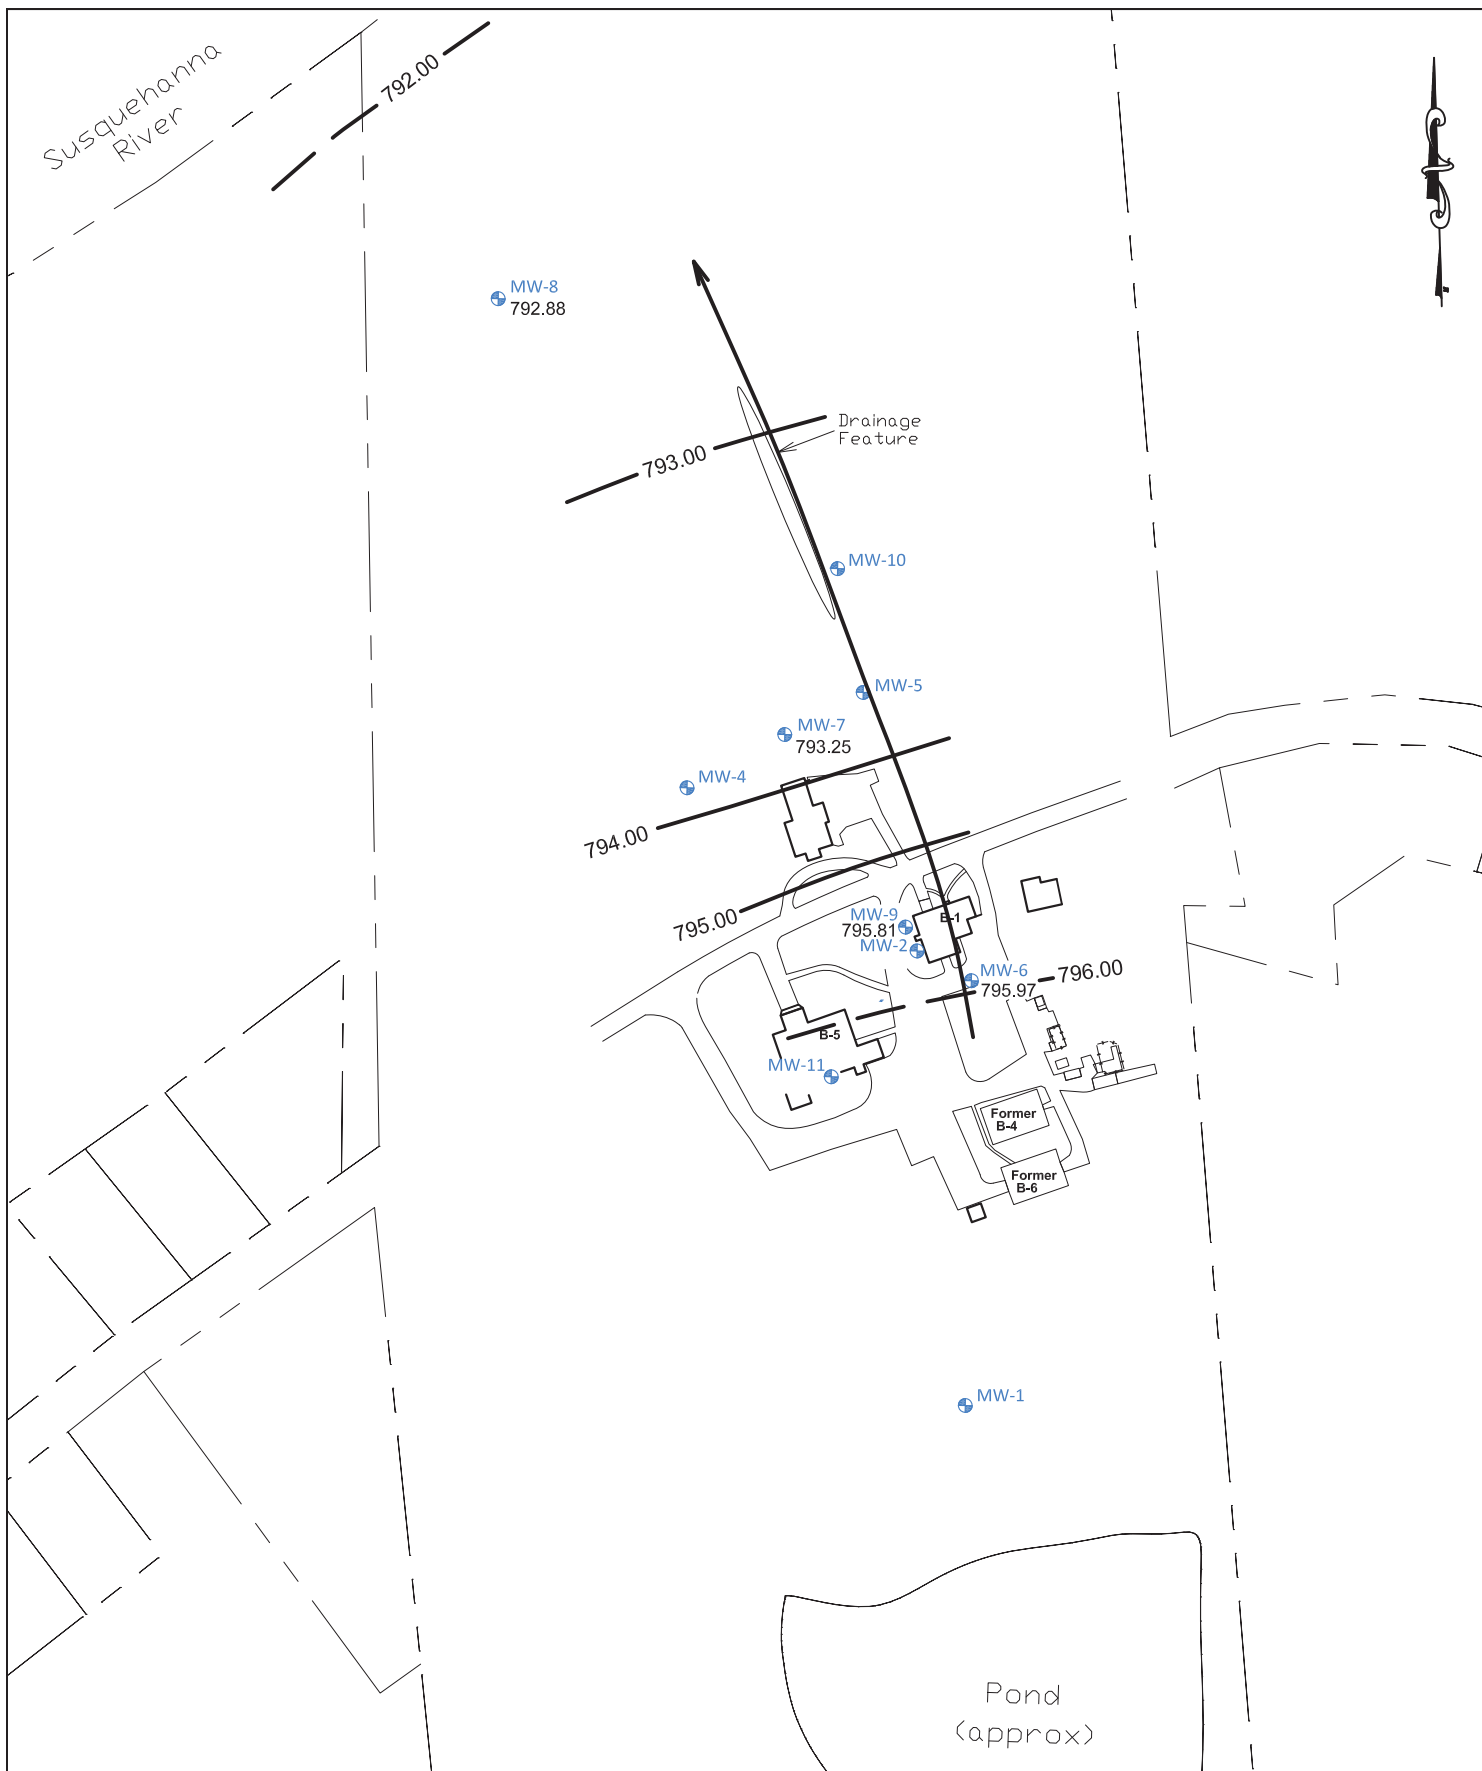 792.00
Susquehanna
River
MW-8
792.88
Drainage
Feature
793.00
MW-10
MW-5
MW-7
793.25
MW-4
794.00
795.00
MW-9
795.81
B-1
MW-2
MW-6
795.97
796.00
B-5
MW-11
Former
B-4
Former
B-6
MW-1
Pond
(approx)